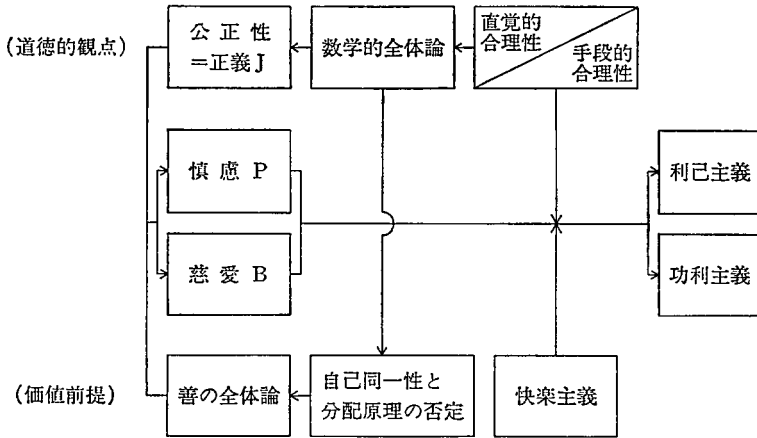 (道徳的観点)
公正性
=正義J
数学的全体論
直覚的
合理性
手段的
合理性
慎慮P
利己主義
慈愛B
功利主義
(価値前提)
善の全体論
自己同一性と
分配原理の否定
快楽主義